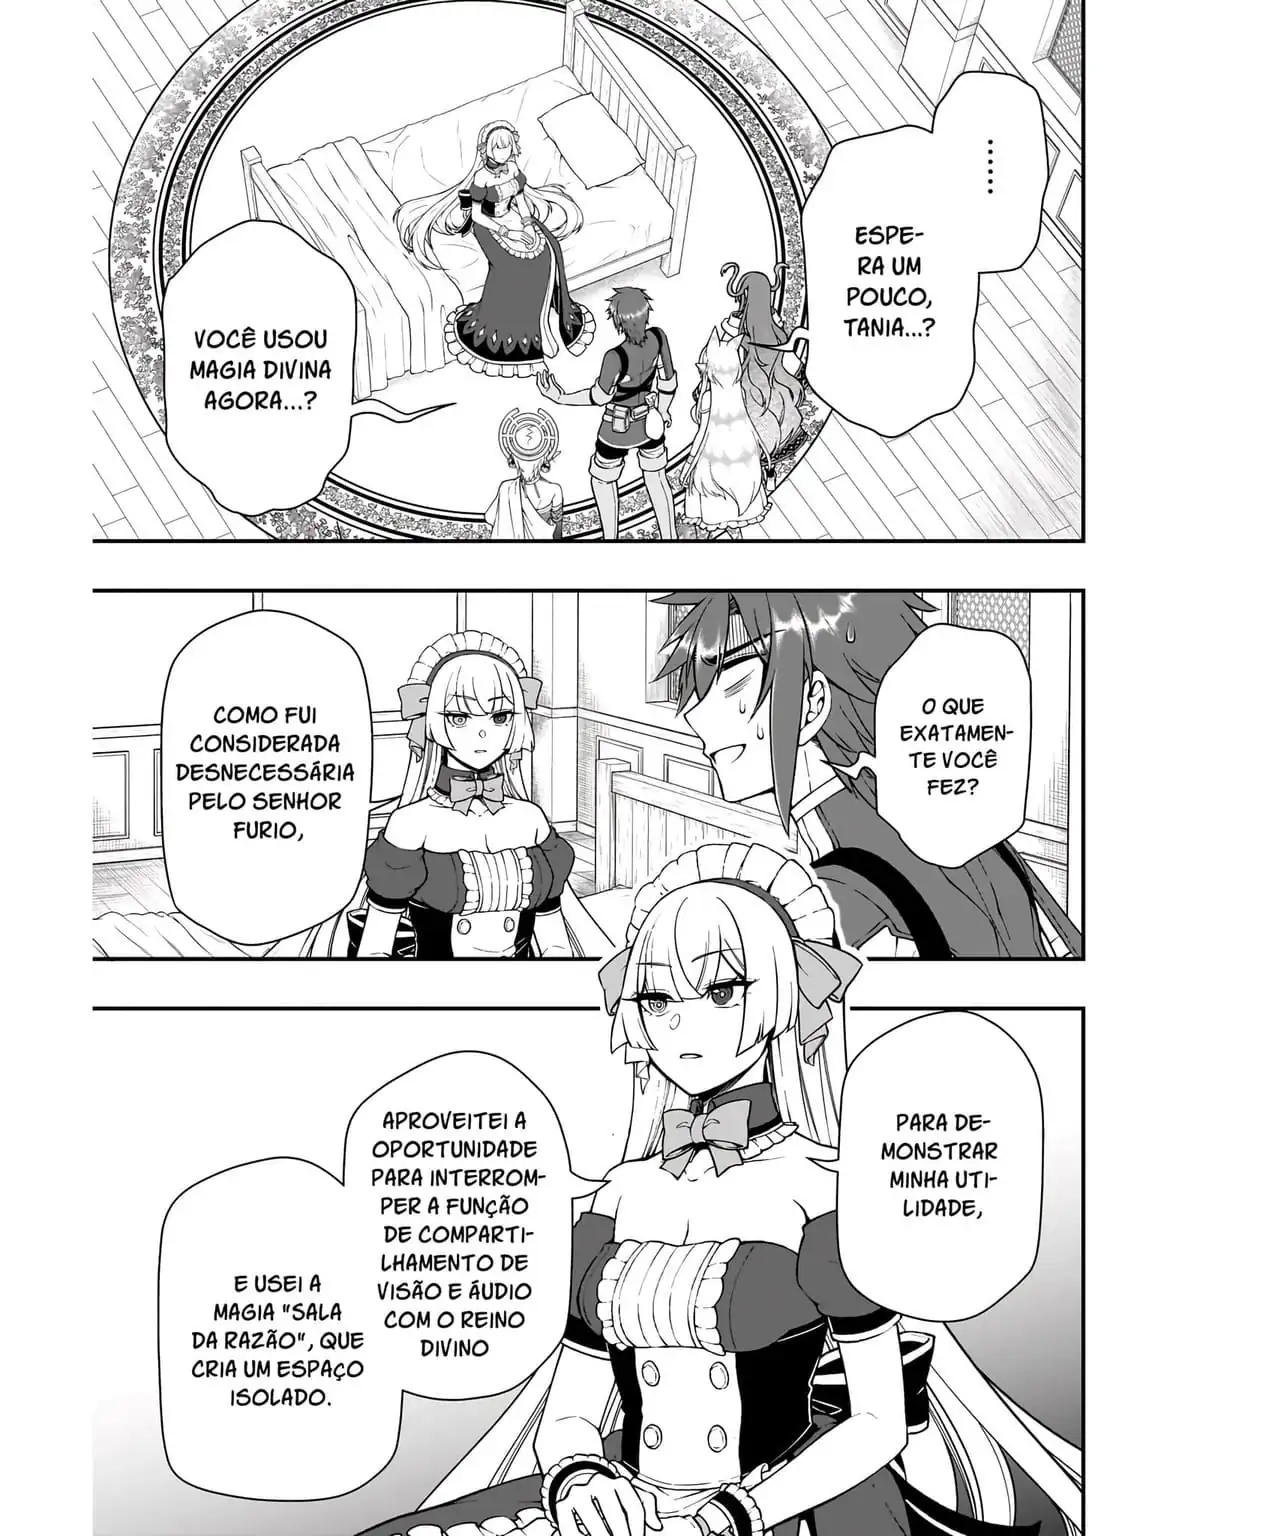 ......
ESPE-
RA UM
POUCO,
TANIA...?
VOCÊ USOU
MAGIA DIVINA
AGORA...?
O QUE
EXATAMEN-
TE VOCÊ
FEZ?
COMO FUI
CONSIDERADA
DESNECESSÁRIA
PELO SENHOR
FURIO,
PARA DE-
MONSTRAR
MINHA UTI-
LIDADE,
APROVEITEI A
OPORTUNIDADE
PARA INTERROM-
PER A FUNÇÃO
DE COMPARTI-
LHAMENTO DE
VISÃO E ÁUDIO
COM O REINO
DIVINO
E USEI A
MAGIA "SALA
DA RAZÃO", QUE
CRIA UM ESPAÇO
ISOLADO.